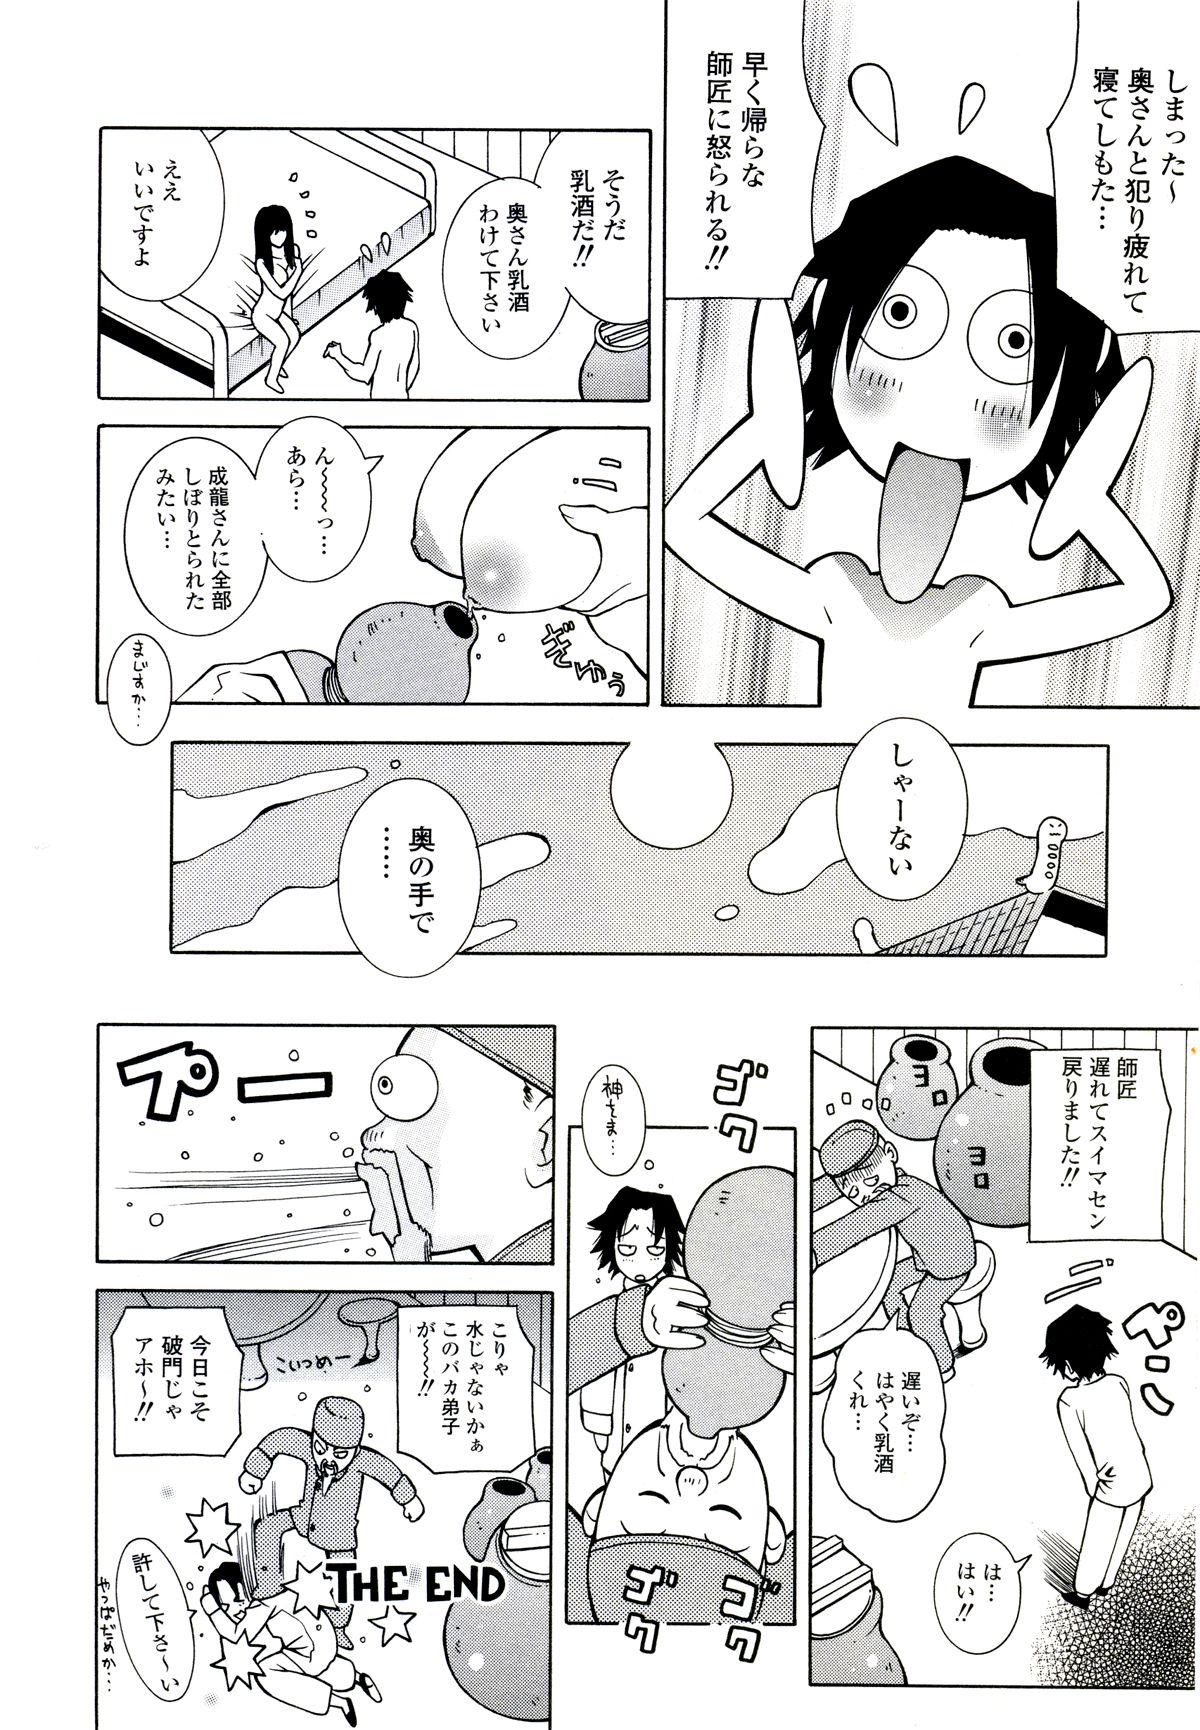 しまった～
奥さんと犯り疲れて
寝てしもた…
早く帰らな
師匠に怒られる!!
そうだ
乳酒だ!!
奥さん乳酒
わけて下さい
ええ
いいですよ
ん～～～っ…
あら…
成龍さんに全部
しぼりとられた
みたい…
ぎゅぅ
まじすか…
しゃーない
奥の手で
……
師匠
遅れてスイマセン
戻りました!!
ヨロ
ヨロ
ペコ
遅いぞ…
はやく乳酒
くれ…
は…
はい!!
神さま…
ゴク
ゴク
ゴク
プー
こりゃ
水じゃないかぁ
このバカ弟子
が～～!!
こいつめー
今日こそ
破門じゃ
アホ～!!
許して下さ～い
やっぱだめか…
THE END